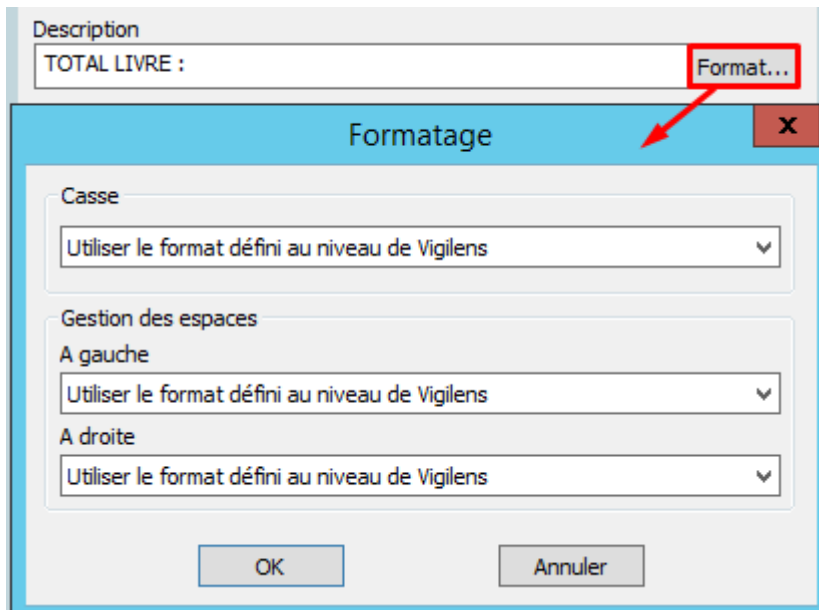 Description
TOTAL LIVRE :
Format...
Formatage
x
Casse
Utiliser le format défini au niveau de Vigilens
Gestion des espaces
A gauche
Utiliser le format défini au niveau de Vigilens
A droite
Utiliser le format défini au niveau de Vigilens
OK
Annuler